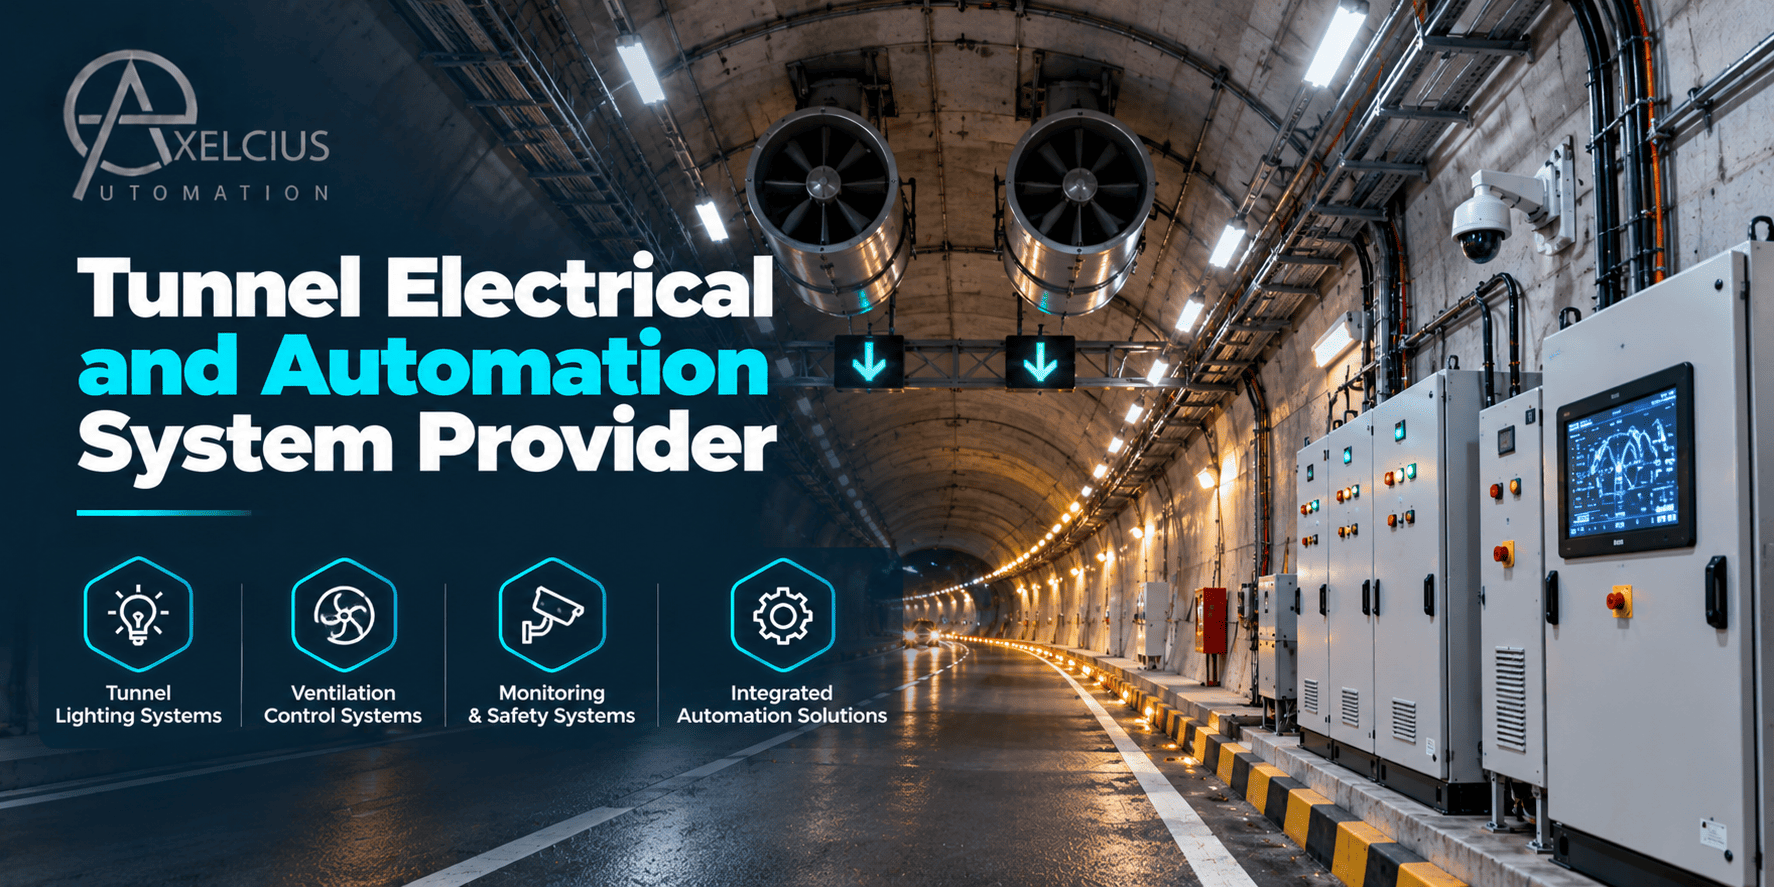 AXELCIUS
AUTOMATION
Tunnel Electrical
and Automation
System Provider
Tunnel
Lighting Systems
Ventilation
Control Systems
Monitoring
& Safety Systems
Integrated
Automation Solutions